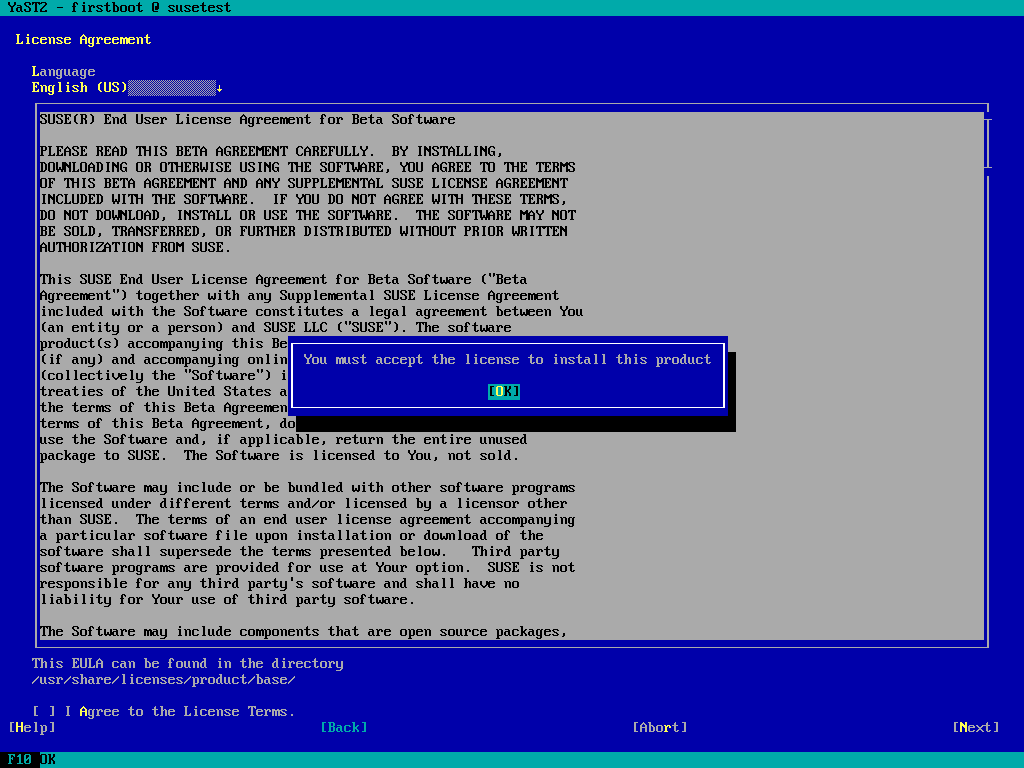 YaST2 - firstboot @ susetest
License Agreement
Language
English (US)↓
SUSE(R) End User License Agreement for Beta Software
PLEASE READ THIS BETA AGREEMENT CAREFULLY.  BY INSTALLING,
DOWNLOADING OR OTHERWISE USING THE SOFTWARE, YOU AGREE TO THE TERMS
OF THIS BETA AGREEMENT AND ANY SUPPLEMENTAL SUSE LICENSE AGREEMENT
INCLUDED WITH THE SOFTWARE.  IF YOU DO NOT AGREE WITH THESE TERMS,
DO NOT DOWNLOAD, INSTALL OR USE THE SOFTWARE.  THE SOFTWARE MAY NOT
BE SOLD, TRANSFERRED, OR FURTHER DISTRIBUTED WITHOUT PRIOR WRITTEN
AUTHORIZATION FROM SUSE.
This SUSE End User License Agreement for Beta Software ("Beta
Agreement") together with any Supplemental SUSE License Agreement
included with the Software constitutes a legal agreement between You
(an entity or a person) and SUSE LLC ("SUSE"). The software
product(s) accompanying this Be
(if any) and accompanying onlin
(collectively the "Software") i
treaties of the United States a
the terms of this Beta Agreemen
terms of this Beta Agreement, do
You must accept the license to install this product
[OK]
use the Software and, if applicable, return the entire unused
package to SUSE.  The Software is licensed to You, not sold.
The Software may include or be bundled with other software programs
licensed under different terms and/or licensed by a licensor other
than SUSE.  The terms of an end user license agreement accompanying
a particular software file upon installation or download of the
software shall supersede the terms presented below.   Third party
software programs are provided for use at Your option.  SUSE is not
responsible for any third party's software and shall have no
liability for Your use of third party software.
The Software may include components that are open source packages,
This EULA can be found in the directory
/usr/share/licenses/product/base/
[ ] I Agree to the License Terms.
[Help] [Back] [Abort] [Next]
F10 OK